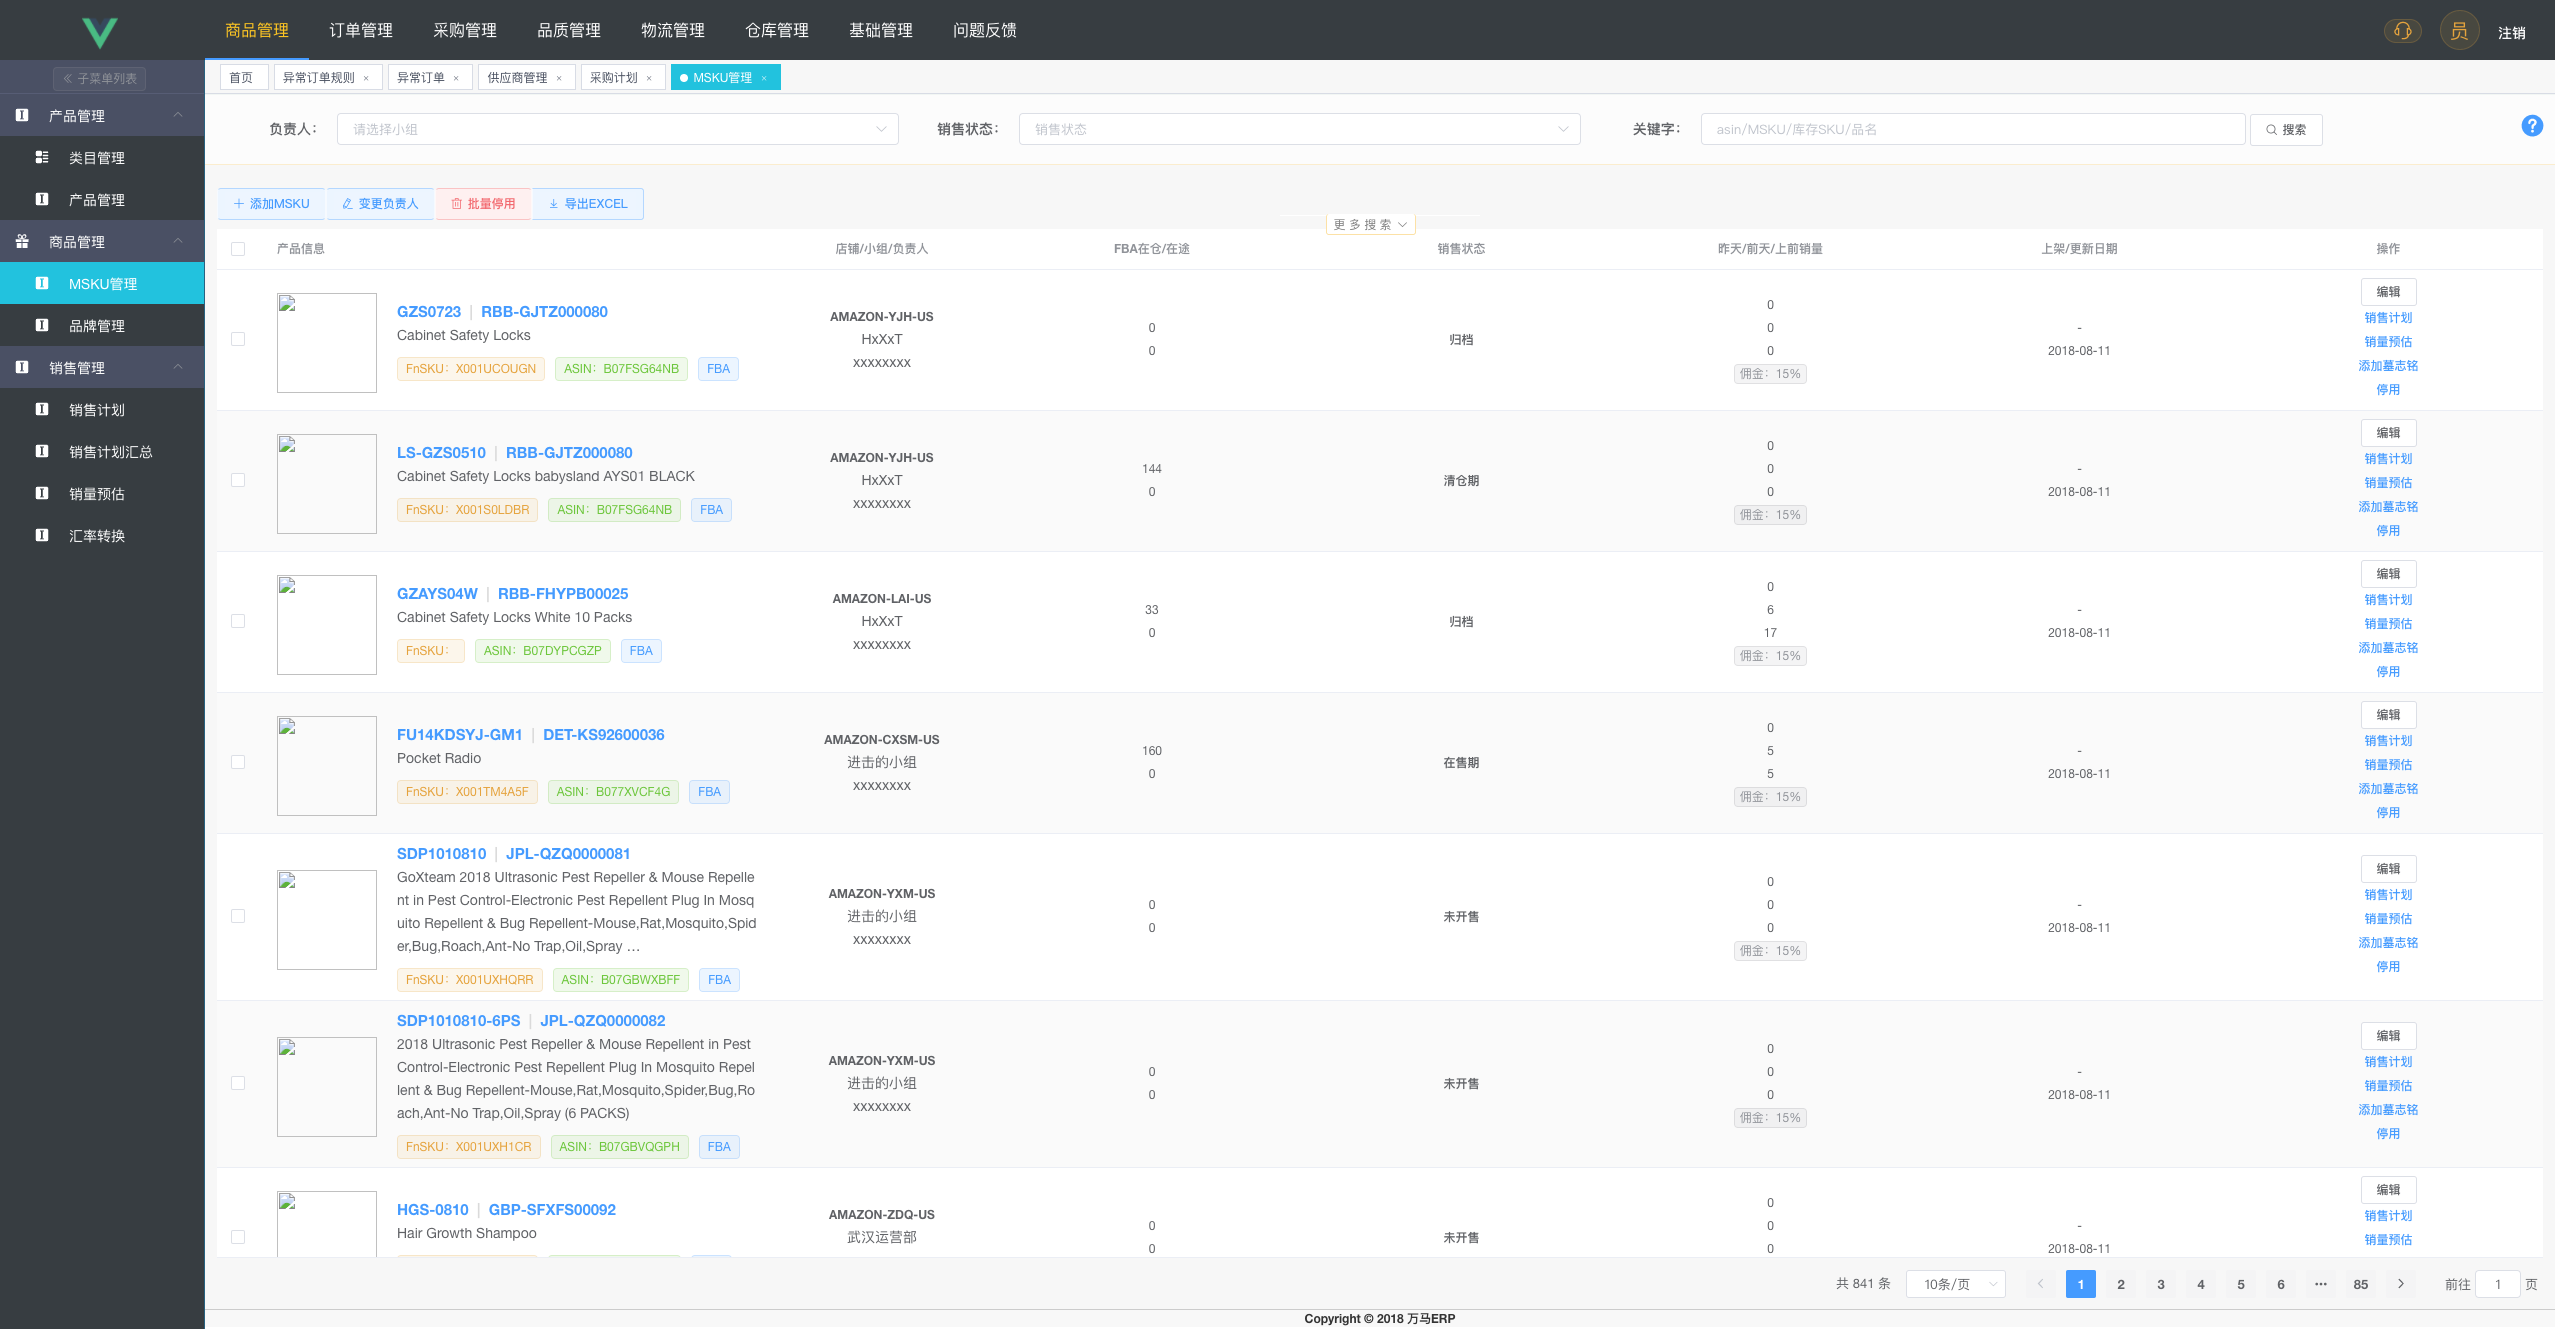 商品管理 订单管理 采购管理 品质管理 物流管理 仓库管理 基础管理 问题反馈 员 注销
子菜单列表
首页 异常订单规则 × 异常订单 × 供应商管理 × 采购计划 × MSKU管理 ×
产品管理
类目管理
产品管理
商品管理
MSKU管理
品牌管理
销售管理
销售计划
销售计划汇总
销量预估
汇率转换
负责人： 请选择小组 销售状态： 销售状态 关键字： asin/MSKU/库存SKU/品名 搜索 ?
添加MSKU 变更负责人 批量停用 导出EXCEL
更多搜索
产品信息 店铺/小组/负责人 FBA在仓/在途 销售状态 昨天/前天/上前销量 上架/更新日期 操作
GZS0723 | RBB-GJTZ000080
Cabinet Safety Locks
FnSKU：X001UCOUGN ASIN：B07FSG64NB FBA
AMAZON-YJH-US
HxXxT
xxxxxxxx
0
0
归档
0
0
0
佣金：15%
-
2018-08-11
编辑
销售计划
销量预估
添加墓志铭
停用
LS-GZS0510 | RBB-GJTZ000080
Cabinet Safety Locks babysland AYS01 BLACK
FnSKU：X001S0LDBR ASIN：B07FSG64NB FBA
AMAZON-YJH-US
HxXxT
xxxxxxxx
144
0
清仓期
0
0
0
佣金：15%
-
2018-08-11
编辑
销售计划
销量预估
添加墓志铭
停用
GZAYS04W | RBB-FHYPB00025
Cabinet Safety Locks White 10 Packs
FnSKU： ASIN：B07DYPCGZP FBA
AMAZON-LAI-US
HxXxT
xxxxxxxx
33
0
归档
0
6
17
佣金：15%
-
2018-08-11
编辑
销售计划
销量预估
添加墓志铭
停用
FU14KDSYJ-GM1 | DET-KS92600036
Pocket Radio
FnSKU：X001TM4A5F ASIN：B077XVCF4G FBA
AMAZON-CXSM-US
进击的小组
xxxxxxxx
160
0
在售期
0
5
5
佣金：15%
-
2018-08-11
编辑
销售计划
销量预估
添加墓志铭
停用
SDP1010810 | JPL-QZQ0000081
GoXteam 2018 Ultrasonic Pest Repeller & Mouse Repelle
nt in Pest Control-Electronic Pest Repellent Plug In Mosq
uito Repellent & Bug Repellent-Mouse,Rat,Mosquito,Spid
er,Bug,Roach,Ant-No Trap,Oil,Spray …
FnSKU：X001UXHQRR ASIN：B07GBWXBFF FBA
AMAZON-YXM-US
进击的小组
xxxxxxxx
0
0
未开售
0
0
0
佣金：15%
-
2018-08-11
编辑
销售计划
销量预估
添加墓志铭
停用
SDP1010810-6PS | JPL-QZQ0000082
2018 Ultrasonic Pest Repeller & Mouse Repellent in Pest
Control-Electronic Pest Repellent Plug In Mosquito Repel
lent & Bug Repellent-Mouse,Rat,Mosquito,Spider,Bug,Ro
ach,Ant-No Trap,Oil,Spray (6 PACKS)
FnSKU：X001UXH1CR ASIN：B07GBVQGPH FBA
AMAZON-YXM-US
进击的小组
xxxxxxxx
0
0
未开售
0
0
0
佣金：15%
-
2018-08-11
编辑
销售计划
销量预估
添加墓志铭
停用
HGS-0810 | GBP-SFXFS00092
Hair Growth Shampoo
AMAZON-ZDQ-US
武汉运营部
0
0
未开售
0
0
0
-
2018-08-11
编辑
销售计划
销量预估
共 841 条 10条/页 1 2 3 4 5 6 ••• 85 前往 1 页
Copyright © 2018 万马ERP